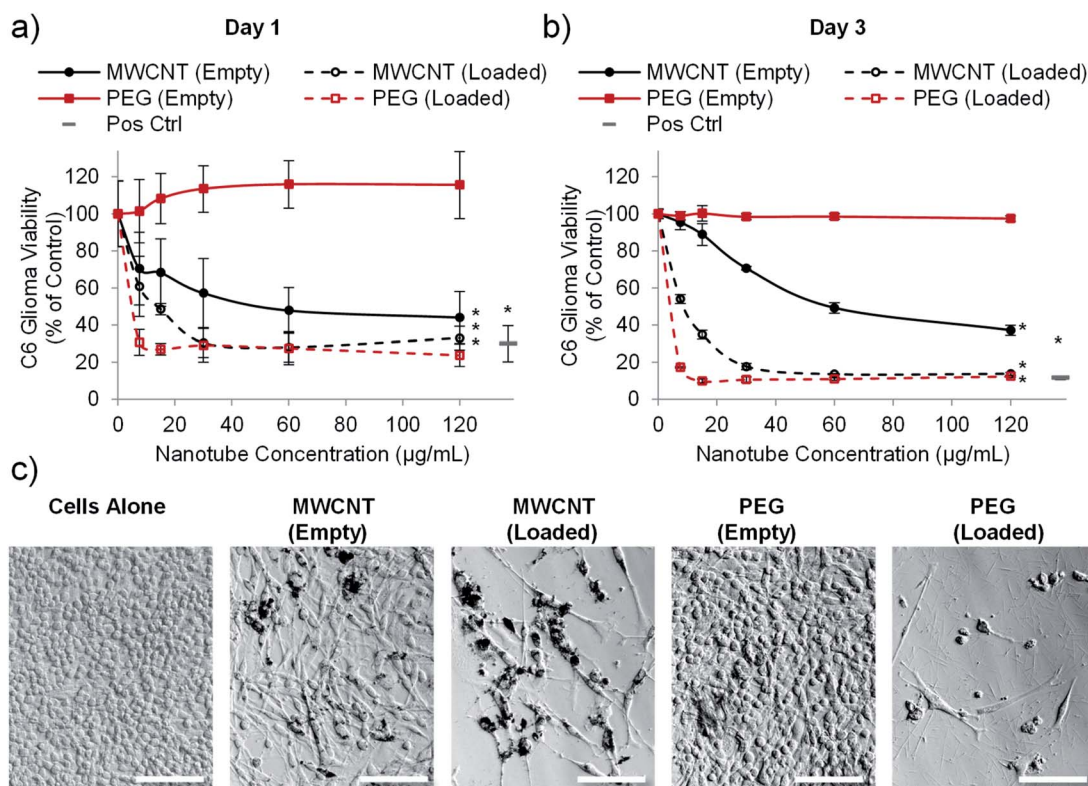 a)
Day 1
MWCNT (Empty)
MWCNT (Loaded)
PEG (Empty)
PEG (Loaded)
Pos Ctrl
C6 Glioma Viability
(% of Control)
120
100
80
60
40
20
0
*
*
*
*
0 20 40 60 80 100 120
Nanotube Concentration (µg/mL)
b)
Day 3
MWCNT (Empty)
MWCNT (Loaded)
PEG (Empty)
PEG (Loaded)
Pos Ctrl
C6 Glioma Viability
(% of Control)
120
100
80
60
40
20
0
*
*
*
*
0 20 40 60 80 100 120
Nanotube Concentration (µg/mL)
c)
Cells Alone
MWCNT
(Empty)
MWCNT
(Loaded)
PEG
(Empty)
PEG
(Loaded)